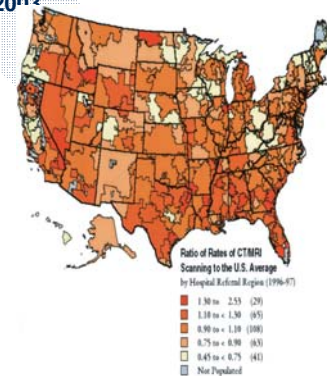 Ratio of Rates of CT/MRI
Scanning to the U.S. Average
by Hospital Referral Region (1996-97)
1.30 to 2.53 (29)
1.10 to < 1.30 (65)
0.90 to < 1.10 (108)
0.75 to < 0.90 (63)
0.45 to < 0.75 (41)
Not Populated